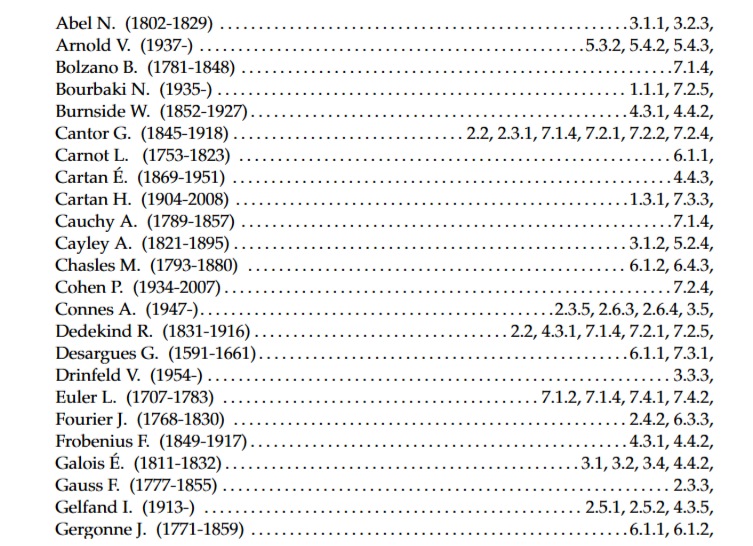 Abel N. (1802-1829) .................................................3.1.1, 3.2.3,
Arnold V. (1937-) .............................................5.3.2, 5.4.2, 5.4.3,
Bolzano B. (1781-1848) ....................................................7.1.4,
Bourbaki N. (1935-) ................................................. 1.1.1, 7.2.5,
Burnside W. (1852-1927).............................................4.3.1, 4.4.2,
Cantor G. (1845-1918) ........................... 2.2, 2.3.1, 7.1.4, 7.2.1, 7.2.2, 7.2.4,
Carnot L. (1753-1823) .................................................... 6.1.1,
Cartan É. (1869-1951) .....................................................4.4.3,
Cartan H. (1904-2008) ..............................................1.3.1, 7.3.3,
Cauchy A. (1789-1857) .....................................................7.1.4,
Cayley A. (1821-1895) .............................................. 3.1.2, 5.2.4,
Chasles M. (1793-1880) ............................................. 6.1.2, 6.4.3,
Cohen P. (1934-2007) ......................................................7.2.4,
Connes A. (1947-).........................................2.3.5, 2.6.3, 2.6.4, 3.5,
Dedekind R. (1831-1916) .............................. 2.2, 4.3.1, 7.1.4, 7.2.1, 7.2.5,
Desargues G. (1591-1661)............................................6.1.1, 7.3.1,
Drinfeld V. (1954-) .......................................................3.3.3,
Euler L. (1707-1783) ...................................7.1.2, 7.1.4, 7.4.1, 7.4.2,
Fourier J. (1768-1830) ............................................. 2.4.2, 6.3.3,
Frobenius F. (1849-1917)............................................4.3.1, 4.4.2,
Galois É. (1811-1832).........................................3.1, 3.2, 3.4, 4.4.2,
Gauss F. (1777-1855) ......................................................2.3.3,
Gelfand I. (1913-) ........................................... 2.5.1, 2.5.2, 4.3.5,
Gergonne J. (1771-1859) .............................................6.1.1, 6.1.2,